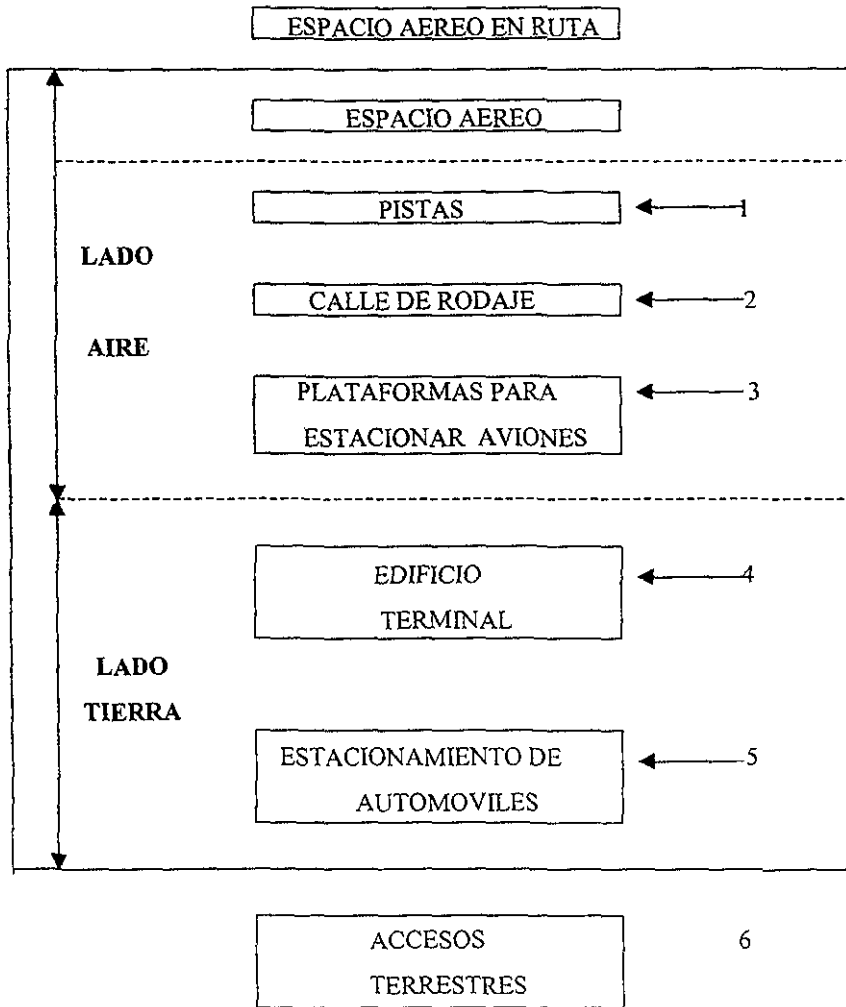 ESPACIO AEREO EN RUTA
ESPACIO AEREO
PISTAS 1
LADO
CALLE DE RODAJE 2
AIRE
PLATAFORMAS PARA 3
ESTACIONAR AVIONES
EDIFICIO 4
TERMINAL
LADO
TIERRA
ESTACIONAMIENTO DE 5
AUTOMOVILES
ACCESOS 6
TERRESTRES